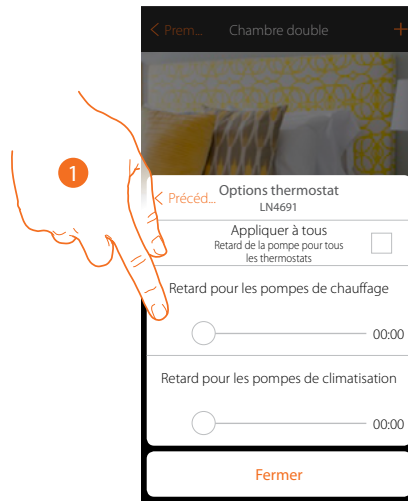 < Prem... Chambre double +
1
< Précéd... Options thermostat
LN4691
Appliquer à tous
Retard de la pompe pour tous
les thermostats
Retard pour les pompes de chauffage
00:00
Retard pour les pompes de climatisation
00:00
Fermer